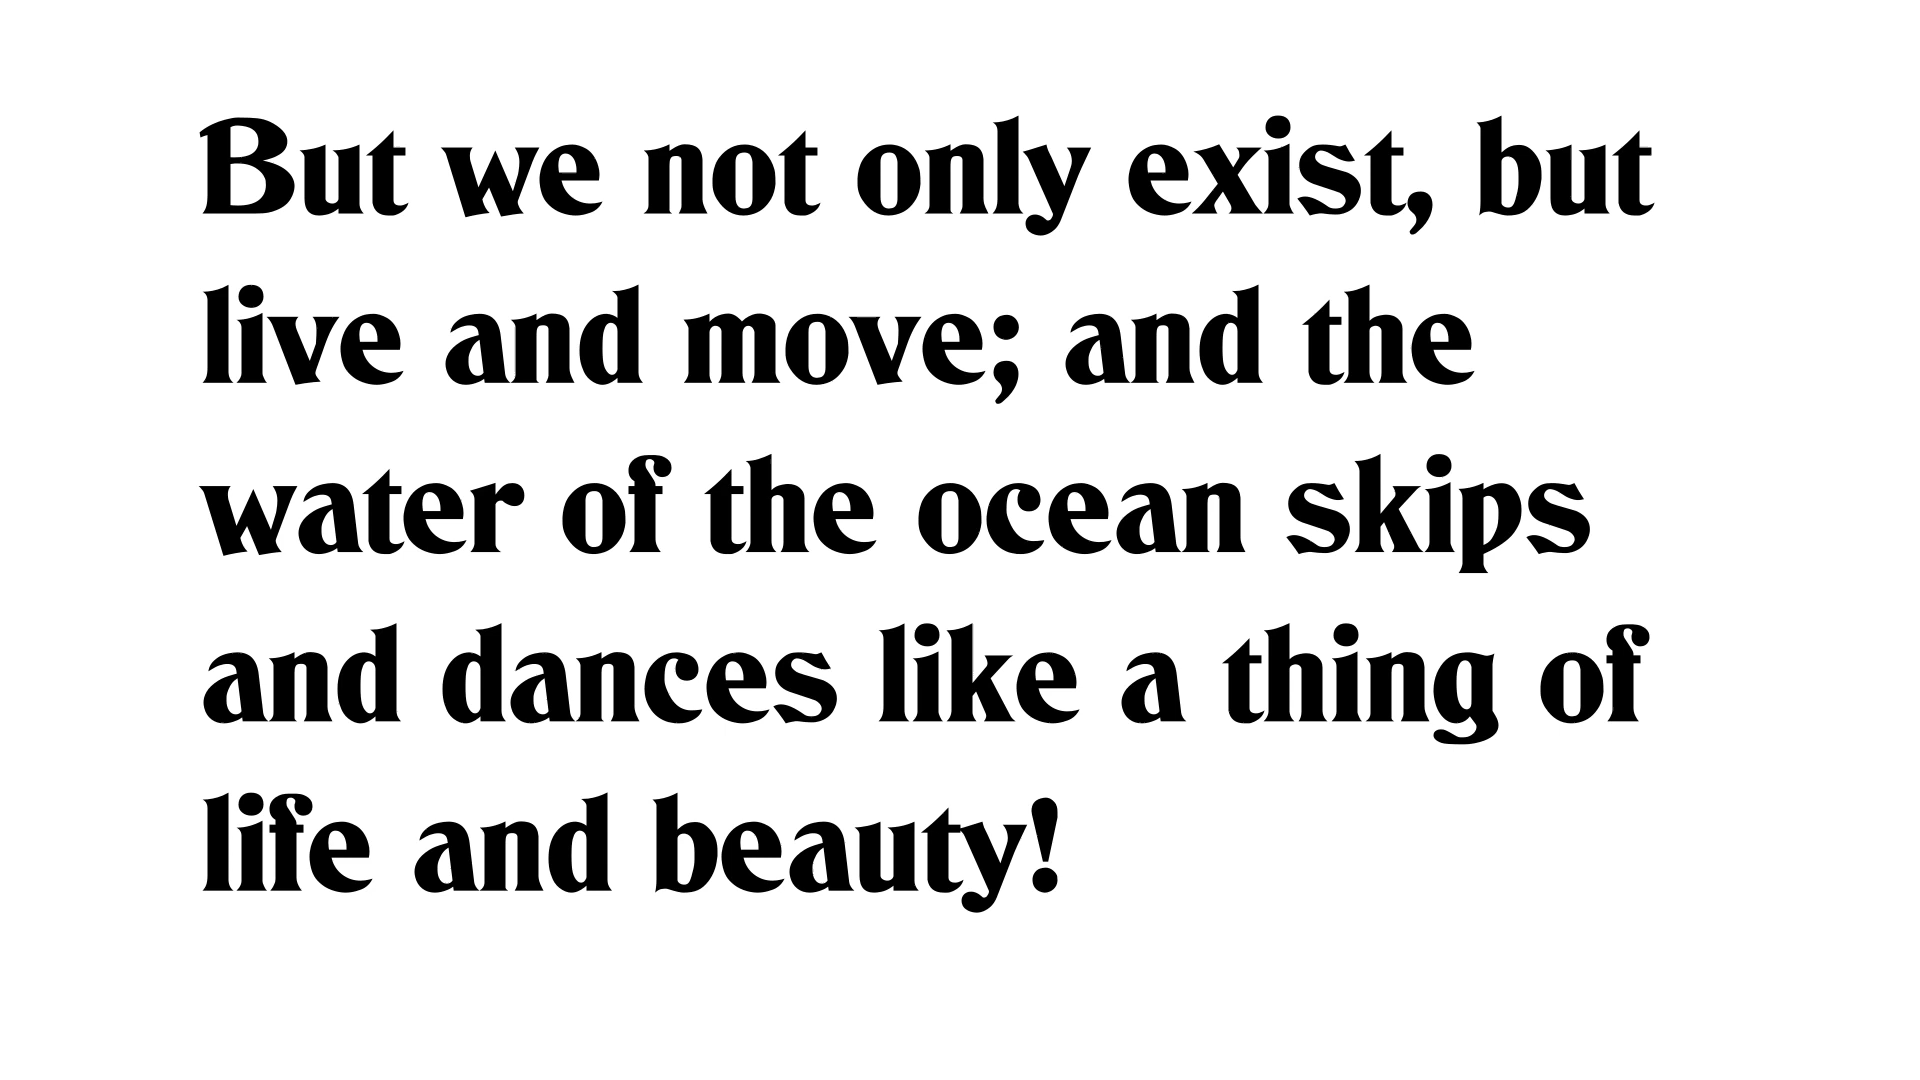 But we not only exist, but
live and move; and the
water of the ocean skips
and dances like a thing of
life and beauty!